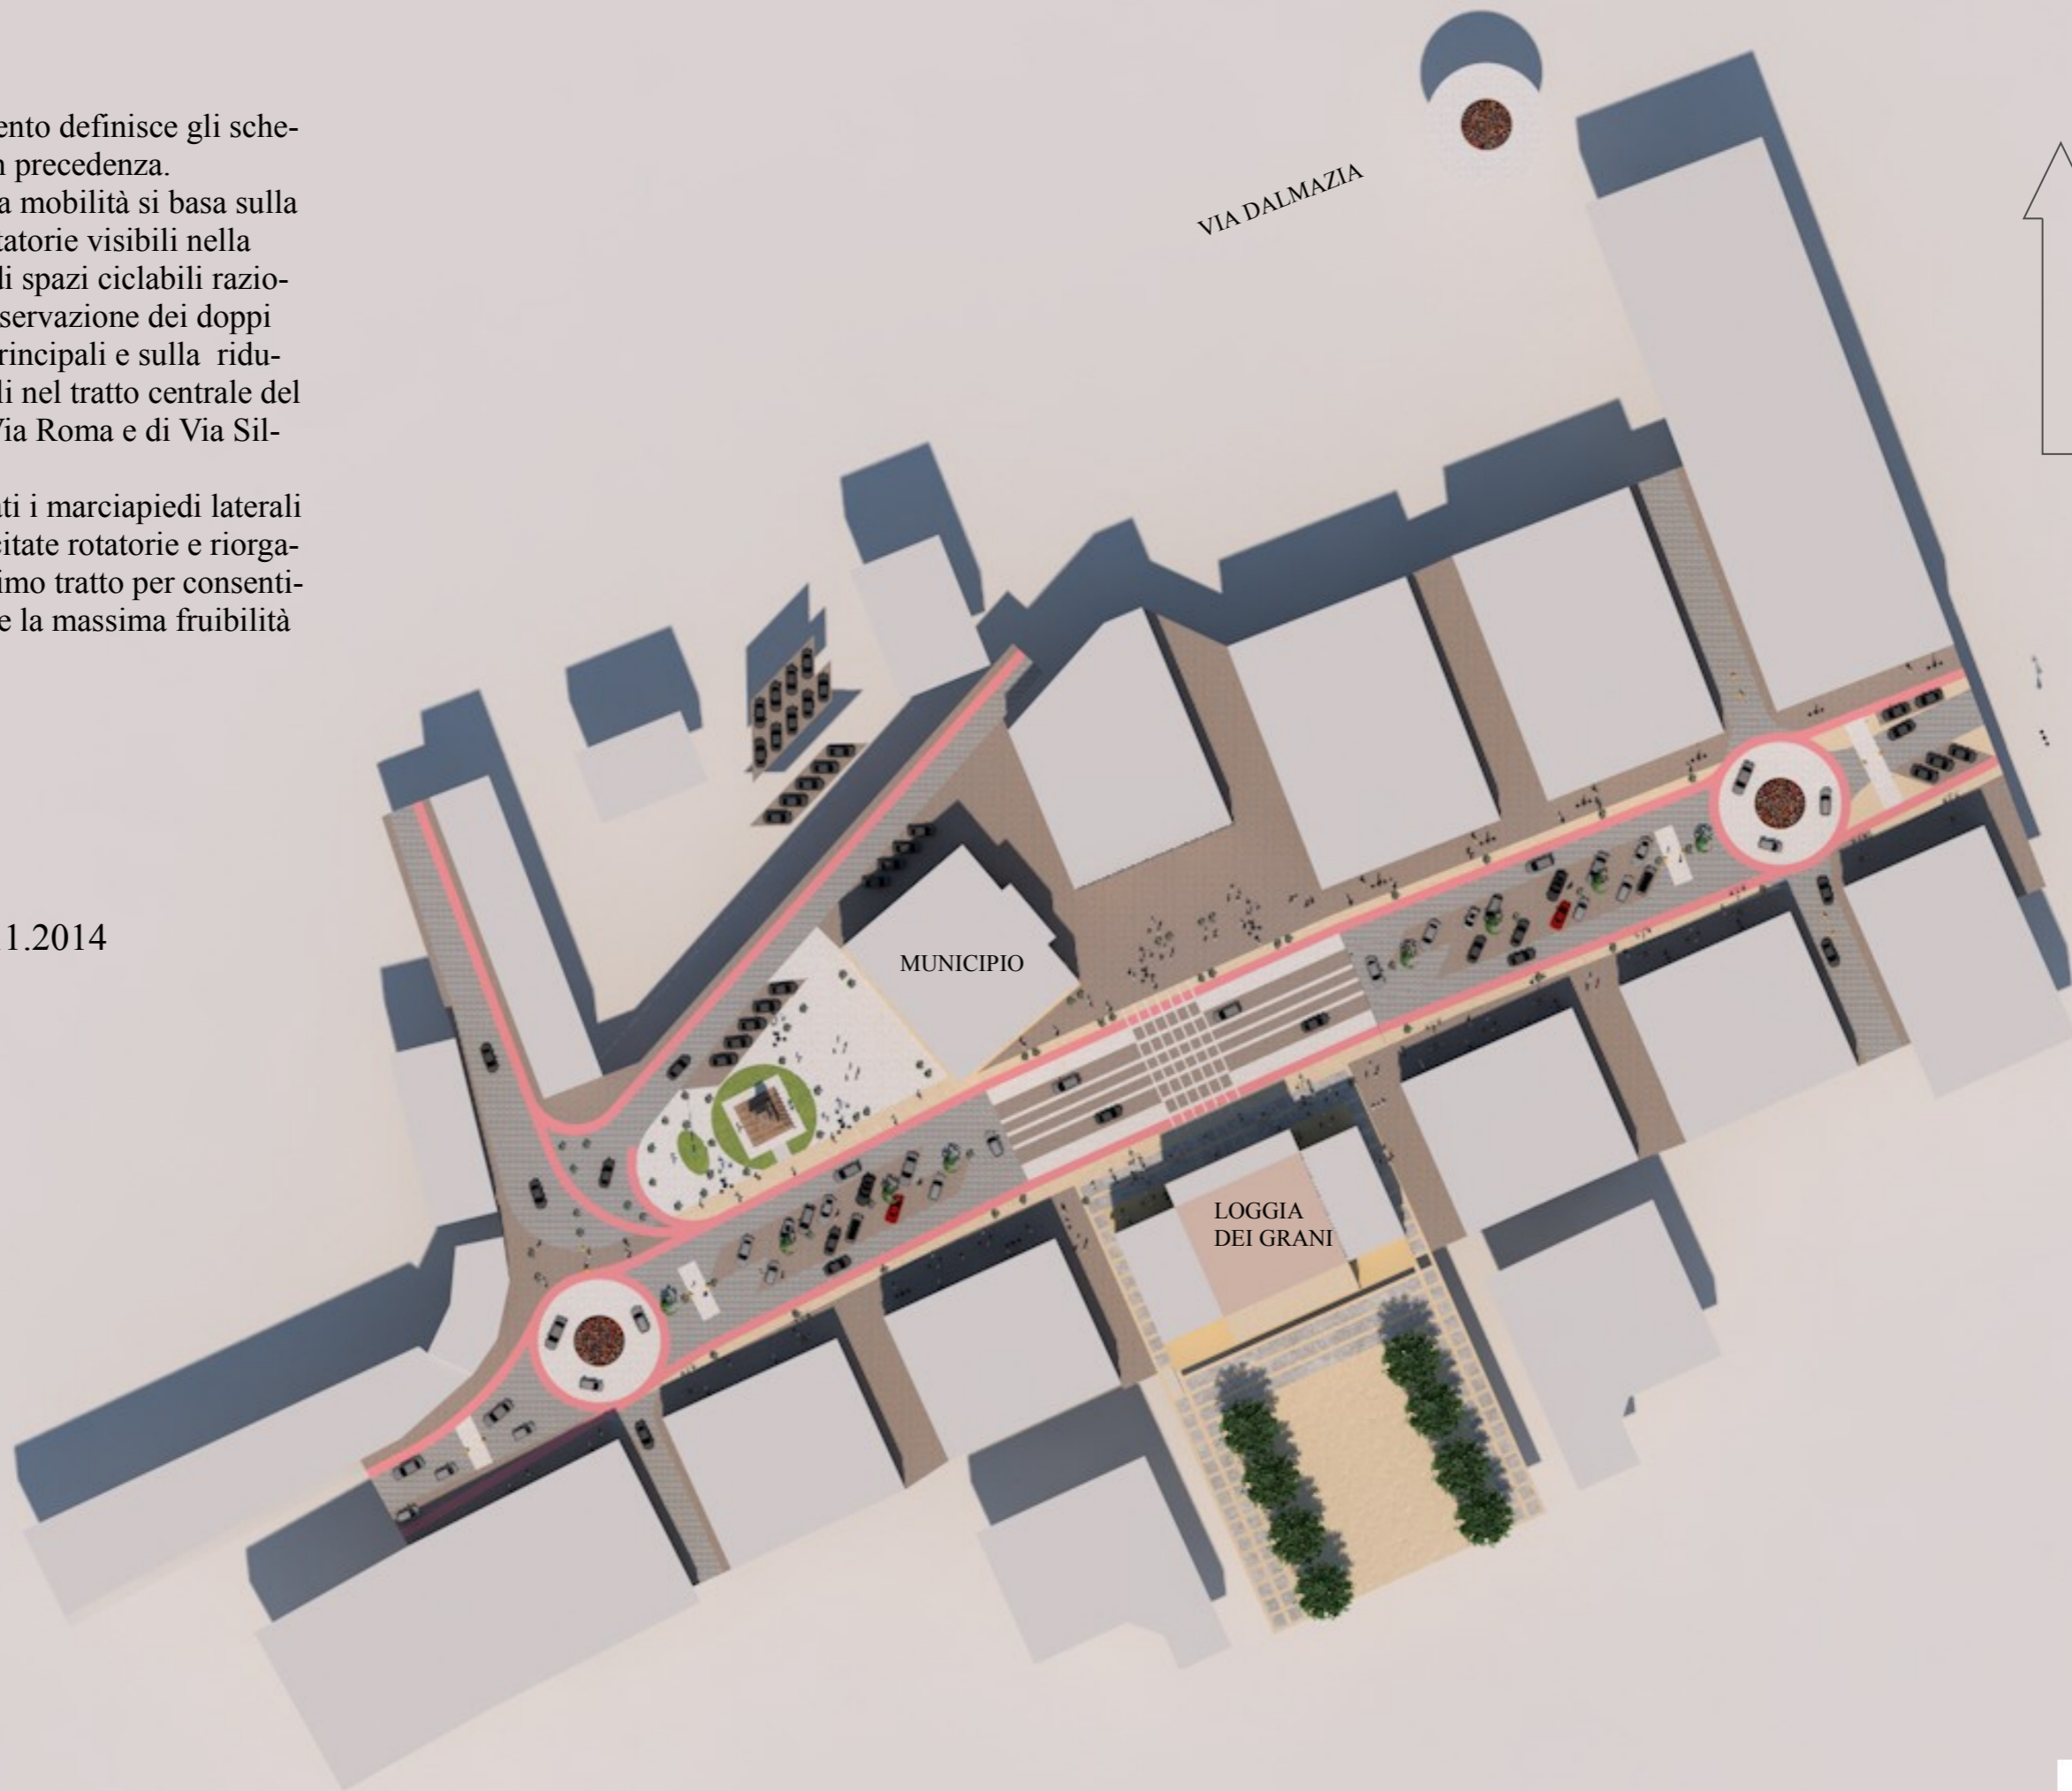 ento definisce gli sche-
n precedenza.
a mobilità si basa sulla
tatorie visibili nella
di spazi ciclabili razio-
servazione dei doppi
rincipali e sulla  ridu-
li nel tratto centrale del
Via Roma e di Via Sil-
ati i marciapiedi laterali
citate rotatorie e riorga-
imo tratto per consenti-
e la massima fruibilità
1.2014
VIA DALMAZIA
MUNICIPIO
LOGGIA
DEI GRANI